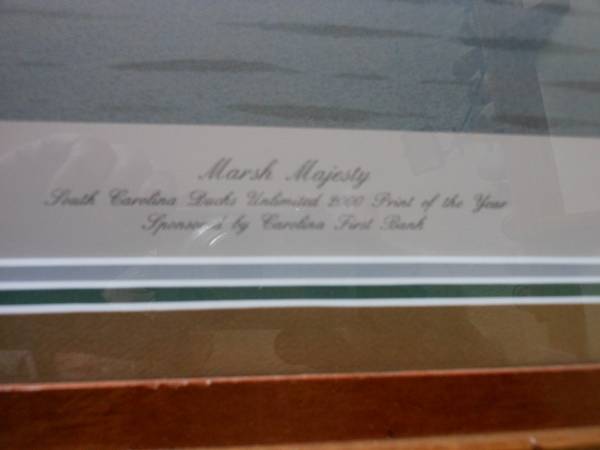 Marsh Majesty
South Carolina Ducks Unlimited 2000 Print of the Year
Sponsored by Carolina First Bank